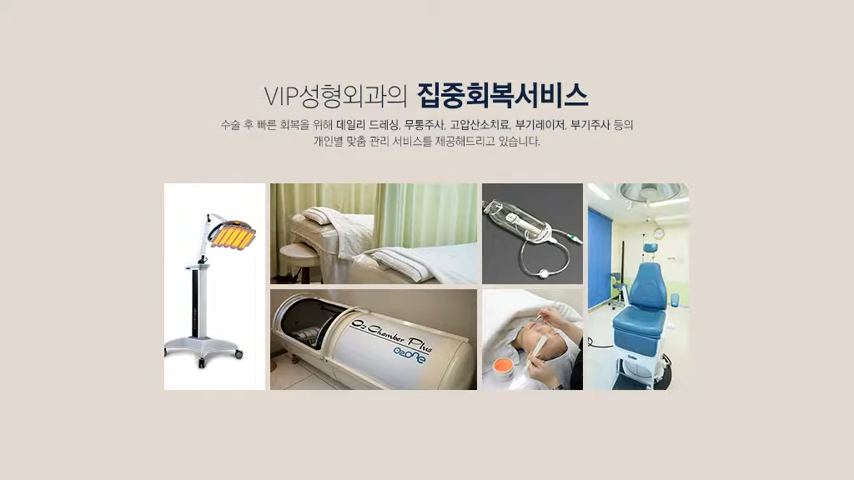 VIP성형외과의 집중회복서비스
수술 후 빠른 회복을 위해 데일리 드레싱, 무통주사, 고압산소치료, 부기레이저, 부기주사 등의
개인별 맞춤 관리 서비스를 제공해드리고 있습니다.
O2 Chamber Plus
O2ONE